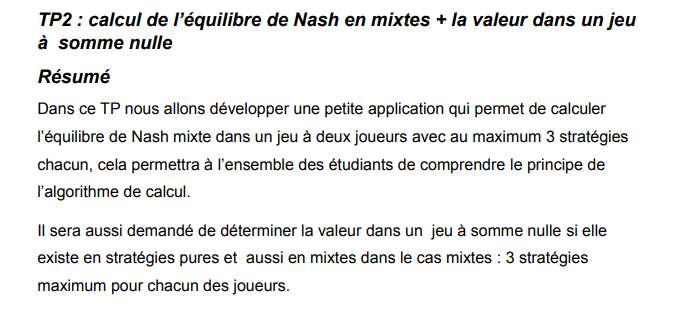 TP2 : calcul de l’équilibre de Nash en mixtes + la valeur dans un jeu
à somme nulle
Résumé
Dans ce TP nous allons développer une petite application qui permet de calculer
l’équilibre de Nash mixte dans un jeu à deux joueurs avec au maximum 3 stratégies
chacun, cela permettra à l’ensemble des étudiants de comprendre le principe de
l’algorithme de calcul.
Il sera aussi demandé de déterminer la valeur dans un jeu à somme nulle si elle
existe en stratégies pures et aussi en mixtes dans le cas mixtes : 3 stratégies
maximum pour chacun des joueurs.